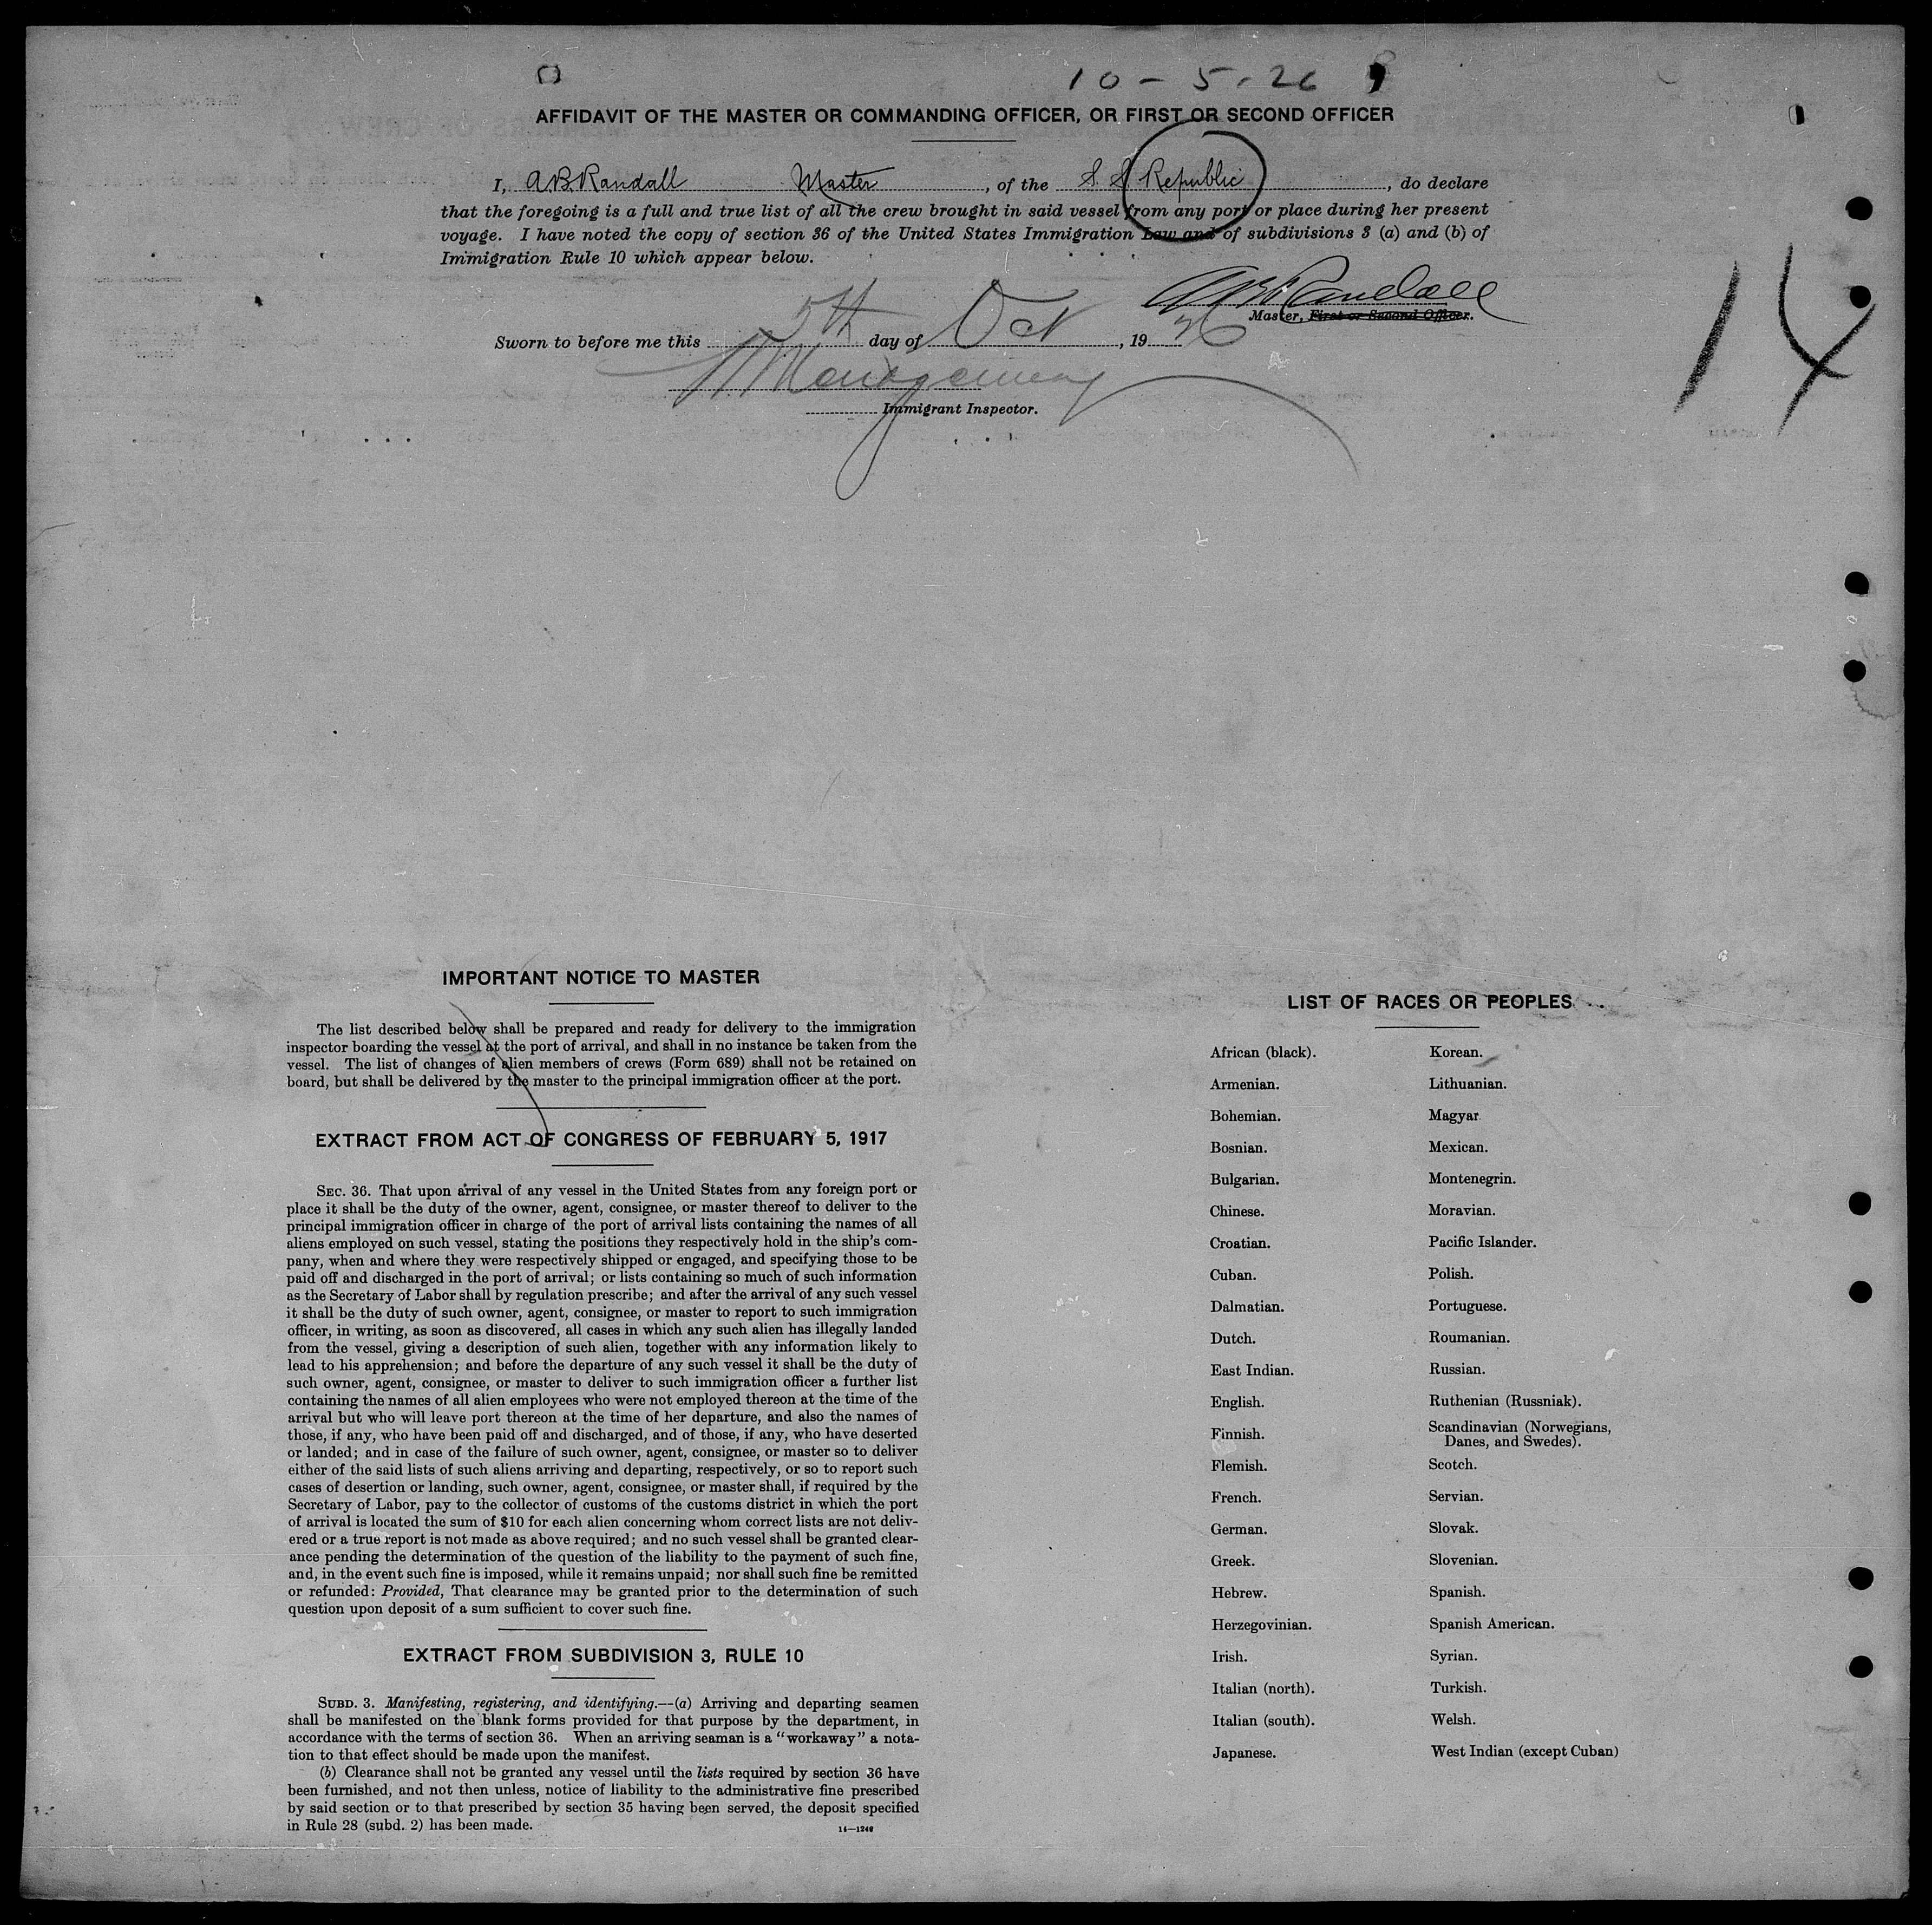 10-5-26
AFFIDAVIT OF THE MASTER OR COMMANDING OFFICER, OR FIRST OR SECOND OFFICER
I, A B Randall Master, of the S. S. Republic, do declare
that the foregoing is a full and true list of all the crew brought in said vessel from any port or place during her present
voyage. I have noted the copy of section 36 of the United States Immigration Law and of subdivisions 3 (a) and (b) of
Immigration Rule 10 which appear below.
A B Randall
Master, First or Second Officer.
14
Sworn to before me this 5th day of Oct, 1926
Immigrant Inspector.
IMPORTANT NOTICE TO MASTER
The list described below shall be prepared and ready for delivery to the immigration
inspector boarding the vessel at the port of arrival, and shall in no instance be taken from the
vessel. The list of changes of alien members of crews (Form 689) shall not be retained on
board, but shall be delivered by the master to the principal immigration officer at the port.
EXTRACT FROM ACT OF CONGRESS OF FEBRUARY 5, 1917
SEC. 36. That upon arrival of any vessel in the United States from any foreign port or
place it shall be the duty of the owner, agent, consignee, or master thereof to deliver to the
principal immigration officer in charge of the port of arrival lists containing the names of all
aliens employed on such vessel, stating the positions they respectively hold in the ship's com-
pany, when and where they were respectively shipped or engaged, and specifying those to be
paid off and discharged in the port of arrival; or lists containing so much of such information
as the Secretary of Labor shall by regulation prescribe; and after the arrival of any such vessel
it shall be the duty of such owner, agent, consignee, or master to report to such immigration
officer, in writing, as soon as discovered, all cases in which any such alien has illegally landed
from the vessel, giving a description of such alien, together with any information likely to
lead to his apprehension; and before the departure of any such vessel it shall be the duty of
such owner, agent, consignee, or master to deliver to such immigration officer a further list
containing the names of all alien employees who were not employed thereon at the time of the
arrival but who will leave port thereon at the time of her departure, and also the names of
those, if any, who have been paid off and discharged, and of those, if any, who have deserted
or landed; and in case of the failure of such owner, agent, consignee, or master so to deliver
either of the said lists of such aliens arriving and departing, respectively, or so to report such
cases of desertion or landing, such owner, agent, consignee, or master shall, if required by the
Secretary of Labor, pay to the collector of customs of the customs district in which the port
of arrival is located the sum of $10 for each alien concerning whom correct lists are not deliv-
ered or a true report is not made as above required; and no such vessel shall be granted clear-
ance pending the determination of the question of the liability to the payment of such fine,
and, in the event such fine is imposed, while it remains unpaid; nor shall such fine be remitted
or refunded: Provided, That clearance may be granted prior to the determination of such
question upon deposit of a sum sufficient to cover such fine.
EXTRACT FROM SUBDIVISION 3, RULE 10
SUBD. 3. Manifesting, registering, and identifying.—(a) Arriving and departing seamen
shall be manifested on the blank forms provided for that purpose by the department, in
accordance with the terms of section 36. When an arriving seaman is a "workaway" a nota-
tion to that effect should be made upon the manifest.
(b) Clearance shall not be granted any vessel until the lists required by section 36 have
been furnished, and not then unless, notice of liability to the administrative fine prescribed
by said section or to that prescribed by section 35 having been served, the deposit specified
in Rule 28 (subd. 2) has been made.
14—1240
LIST OF RACES OR PEOPLES
African (black).
Armenian.
Bohemian.
Bosnian.
Bulgarian.
Chinese.
Croatian.
Cuban.
Dalmatian.
Dutch.
East Indian.
English.
Finnish.
Flemish.
French.
German.
Greek.
Hebrew.
Herzegovinian.
Irish.
Italian (north).
Italian (south).
Japanese.
Korean.
Lithuanian.
Magyar
Mexican.
Montenegrin.
Moravian.
Pacific Islander.
Polish.
Portuguese.
Roumanian.
Russian.
Ruthenian (Russniak).
Scandinavian (Norwegians,
Danes, and Swedes).
Scotch.
Servian.
Slovak.
Slovenian.
Spanish.
Spanish American.
Syrian.
Turkish.
Welsh.
West Indian (except Cuban)